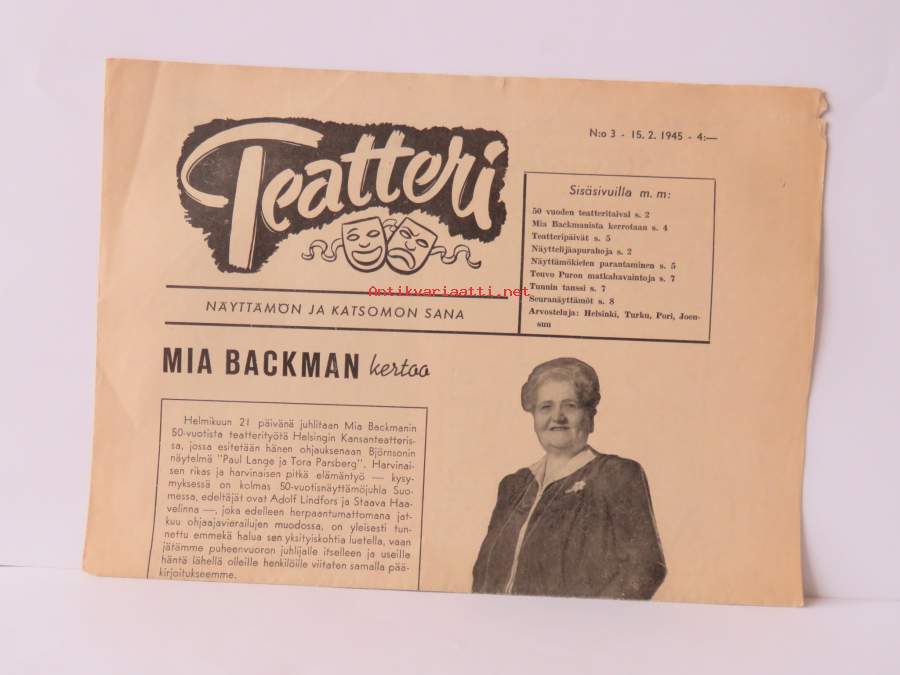 Teatteri
NÄYTTÄMÖN JA KATSOMON SANA
N:o 3 - 15. 2. 1945 - 4:—
Sisäsivuilla m. m:
50 vuoden teatteritaival s. 2
Mia Backmanista kerrotaan s. 4
Teatteripäivät s. 5
Näyttelijäapurahoja s. 2
Näyttämökielen parantaminen s. 5
Teuvo Puron matkahavaintoja s. 7
Tunnin tanssi s. 7
Seuranäyttämöt s. 8
Arvosteluja: Helsinki, Turku, Pori, Joen-
suu
Antikvariaatti.net
MIA BACKMAN kertoo
Helmikuun 21 päivänä juhlitaan Mia Backmanin
50-vuotista teatterityötä Helsingin Kansanteatteris-
sa, jossa esitetään hänen ohjauksenaan Björnsonin
näytelmä "Paul Lange ja Tora Parsberg". Harvinai-
sen rikas ja harvinaisen pitkä elämäntyö — kysy-
myksessä on kolmas 50-vuotisnäyttämöjuhla Suo-
messa, edeltäjät ovat Adolf Lindfors ja Staava Haa-
velinna —, joka edelleen herpaantumattomana jat-
kuu ohjaajavierailujen muodossa, on yleisesti tun-
nettu emmekä halua sen yksityiskohtia luetella, vaan
jätämme puheenvuoron juhlijalle itselleen ja useille
häntä lähellä olleille henkilöille viitaten samalla pää-
kirjoitukseemme.